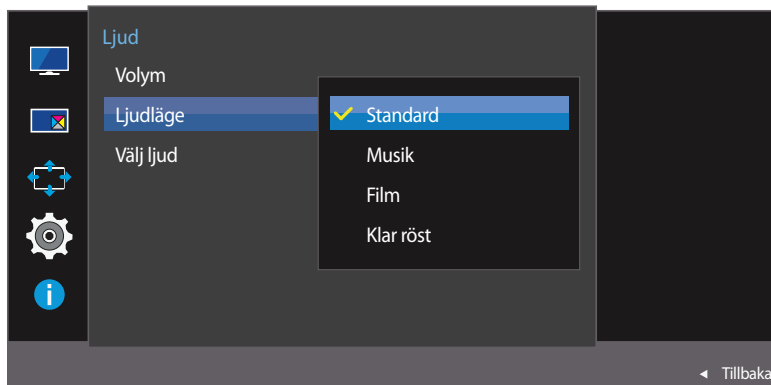 Ljud
Volym
Ljudläge
Standard
Välj ljud
Musik
Film
Klar röst
Tillbaka